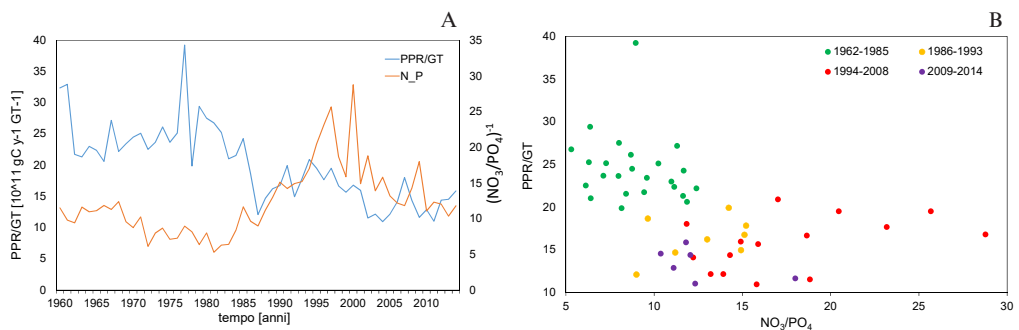 A
PPR/GT [10^11 gC y-1 GT-1]
40
35
30
25
20
15
10
5
0
PPR/GT
N_P
35
30
25
20
15
10
5
0
(NO₃/PO₄)⁻¹
1960 1965 1970 1975 1980 1985 1990 1995 2000 2005 2010
tempo [anni]
B
PPR/GT
40
35
30
25
20
15
10
1962-1985 1986-1993
1994-2008 2009-2014
5 10 15 20 25 30
NO₃/PO₄